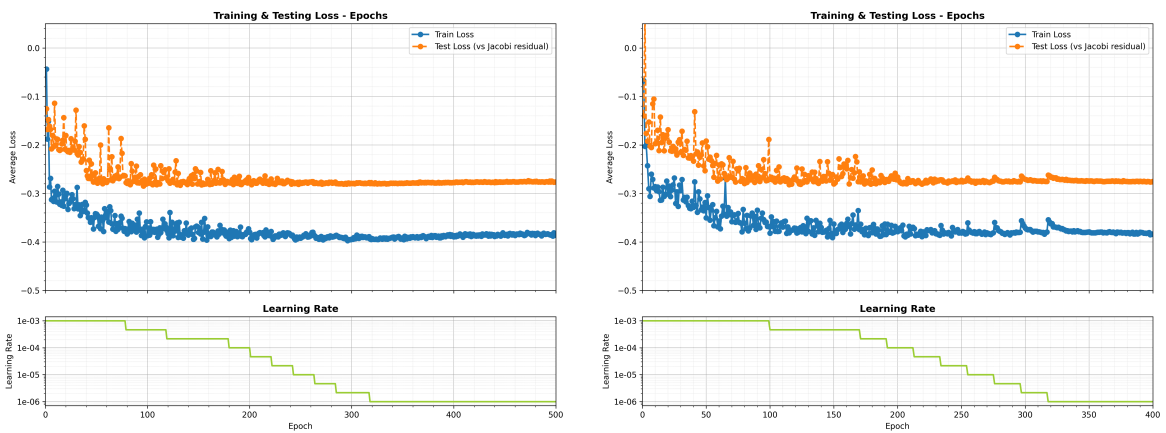 Training & Testing Loss - Epochs
Train Loss
Test Loss (vs Jacobi residual)
Average Loss
0.0
−0.1
−0.2
−0.3
−0.4
−0.5
Learning Rate
Learning Rate
1e-03
1e-04
1e-05
1e-06
0 100 200 300 400 500
Epoch
Training & Testing Loss - Epochs
Train Loss
Test Loss (vs Jacobi residual)
Average Loss
0.0
−0.1
−0.2
−0.3
−0.4
−0.5
Learning Rate
Learning Rate
1e-03
1e-04
1e-05
1e-06
0 50 100 150 200 250 300 350 400
Epoch